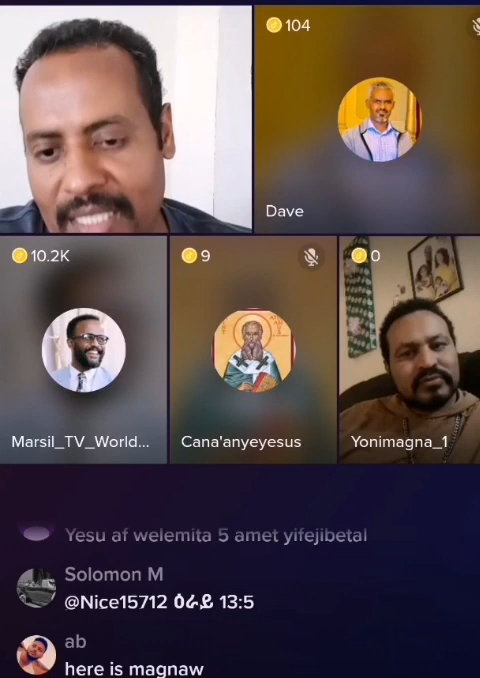 104
Dave
10.2K
9
0
Marsil_TV_World...
Cana'anyeyesus
Yonimagna_1
Yesu af welemita 5 amet yifejibetal
Solomon M
@Nice15712 ዕራይ 13:5
ab
here is magnaw